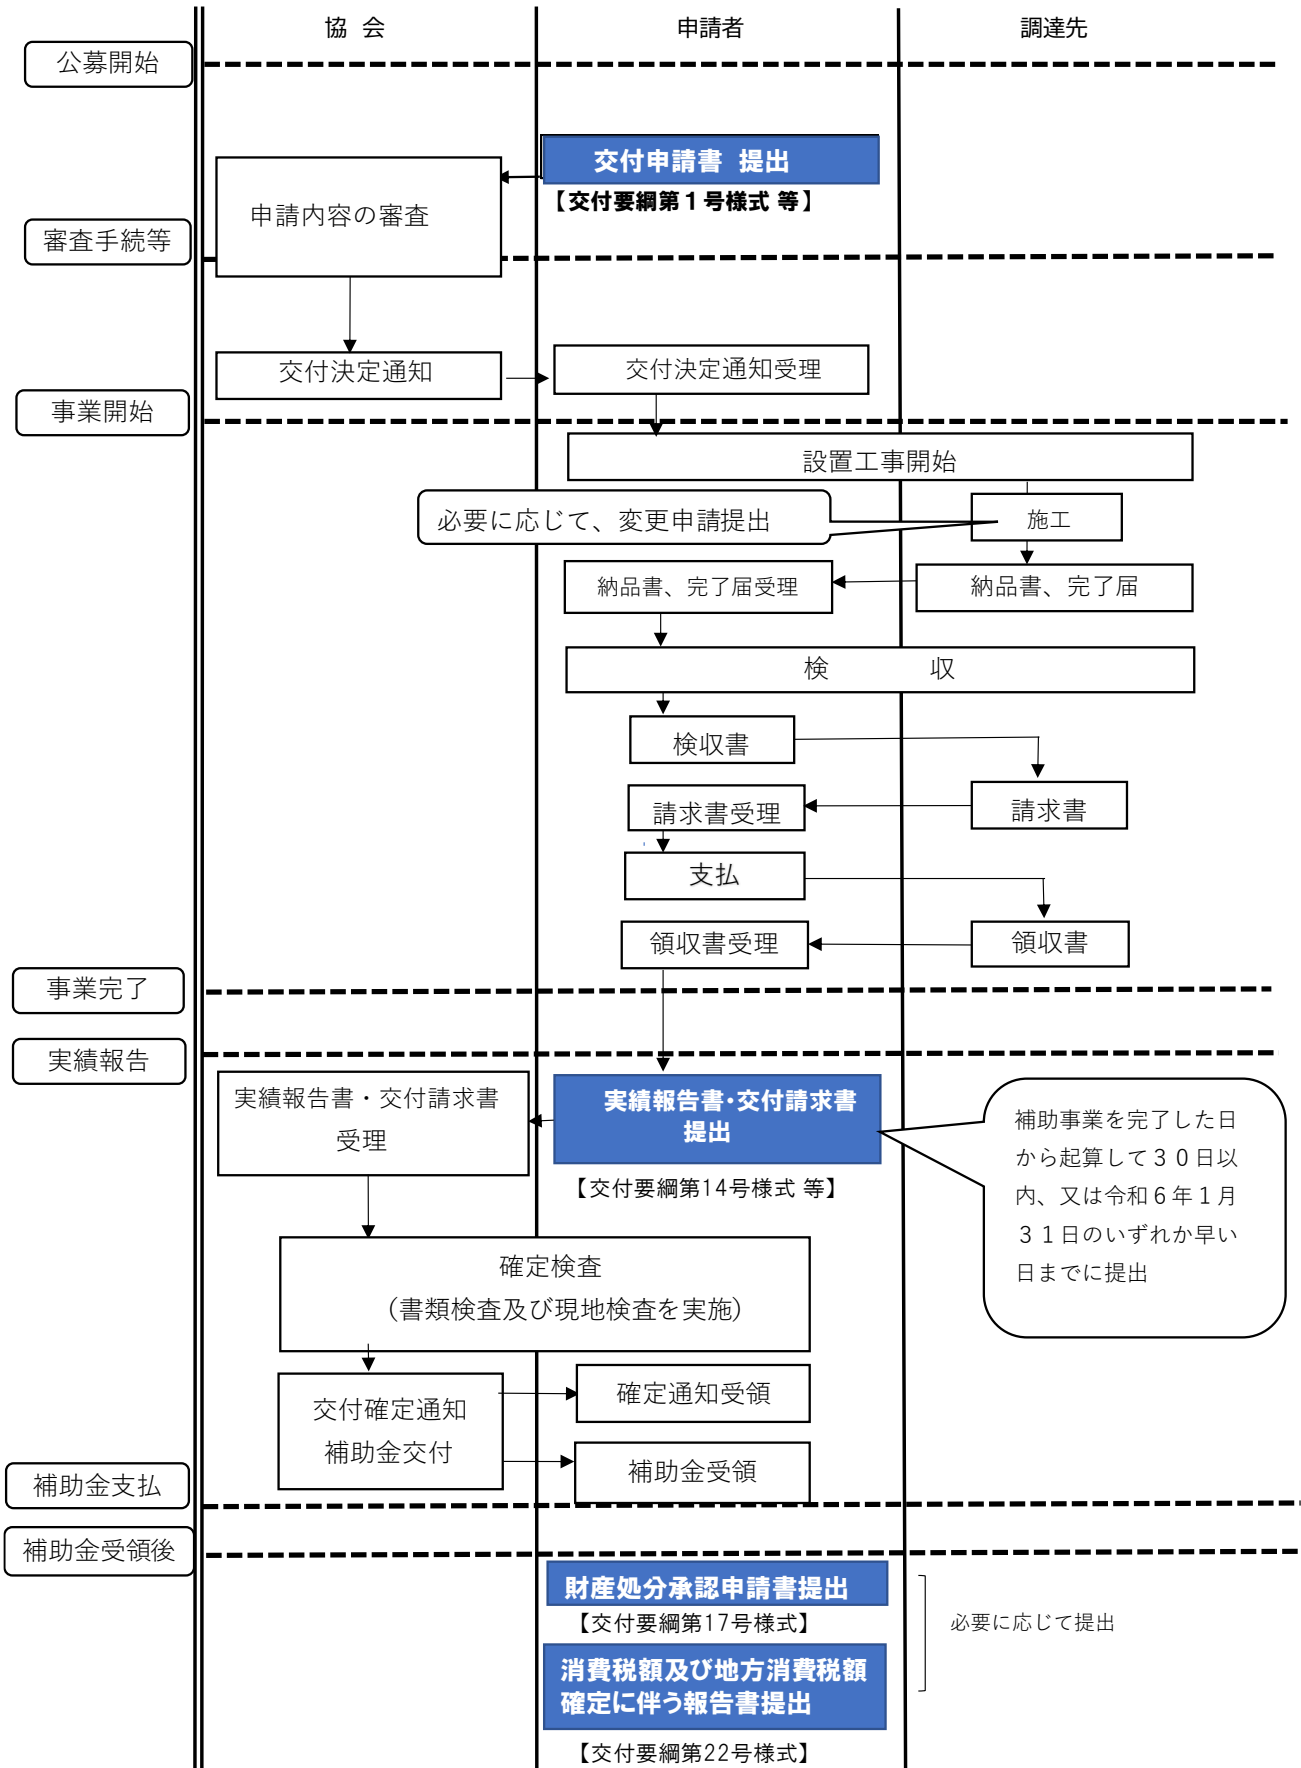 協 会
申請者
調達先
公募開始
交付申請書 提出
【交付要綱第１号様式 等】
申請内容の審査
審査手続等
交付決定通知
交付決定通知受理
事業開始
設置工事開始
必要に応じて、変更申請提出
施工
納品書、完了届受理
納品書、完了届
検 収
検収書
請求書受理
請求書
支払
領収書受理
領収書
事業完了
実績報告
実績報告書・交付請求書
受理
実績報告書・交付請求書
提出
【交付要綱第14号様式 等】
補助事業を完了した日
から起算して３０日以
内、又は令和６年１月
３１日のいずれか早い
日までに提出
確定検査
（書類検査及び現地検査を実施）
交付確定通知
補助金交付
確定通知受領
補助金受領
補助金支払
補助金受領後
財産処分承認申請書提出
【交付要綱第17号様式】
必要に応じて提出
消費税額及び地方消費税額
確定に伴う報告書提出
【交付要綱第22号様式】